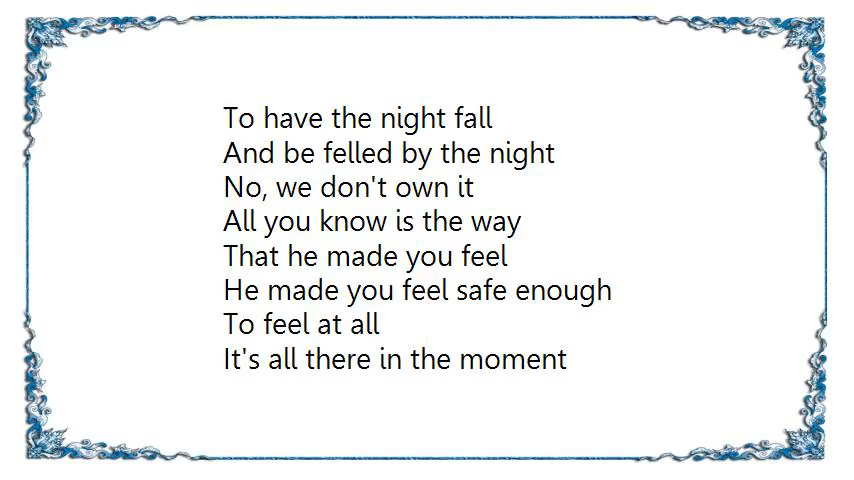 To have the night fall
And be felled by the night
No, we don't own it
All you know is the way
That he made you feel
He made you feel safe enough
To feel at all
It's all there in the moment